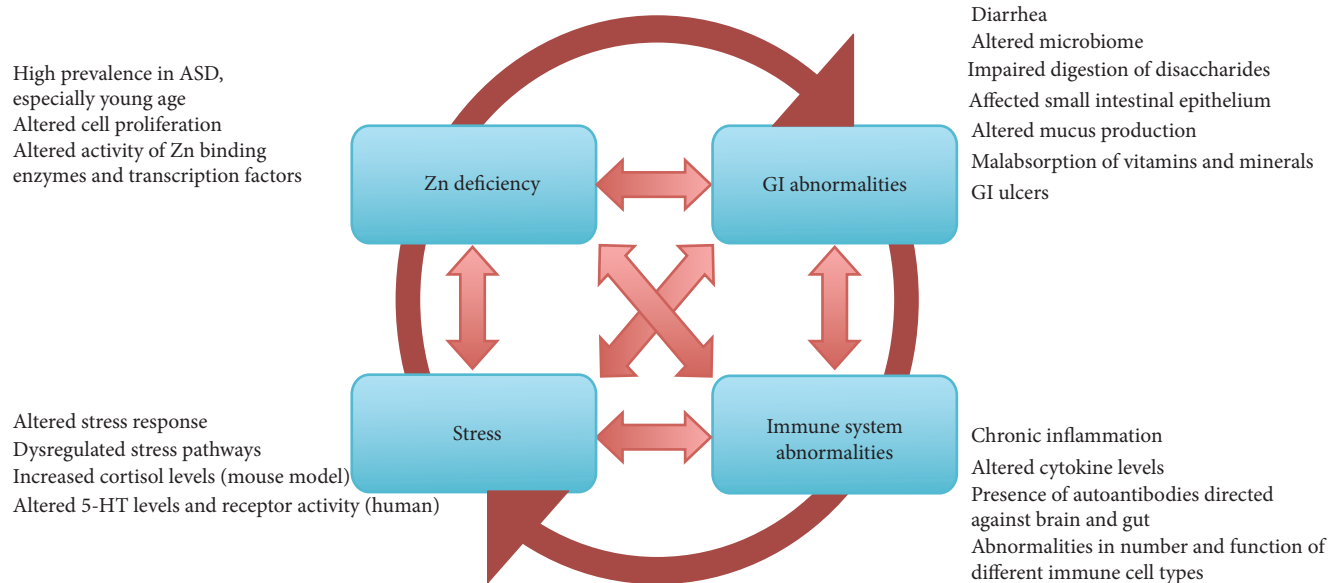 High prevalence in ASD,
especially young age
Altered cell proliferation
Altered activity of Zn binding
enzymes and transcription factors
Zn deficiency
GI abnormalities
Diarrhea
Altered microbiome
Impaired digestion of disaccharides
Affected small intestinal epithelium
Altered mucus production
Malabsorption of vitamins and minerals
GI ulcers
Altered stress response
Dysregulated stress pathways
Increased cortisol levels (mouse model)
Altered 5-HT levels and receptor activity (human)
Stress
Immune system
abnormalities
Chronic inflammation
Altered cytokine levels
Presence of autoantibodies directed
against brain and gut
Abnormalities in number and function of
different immune cell types